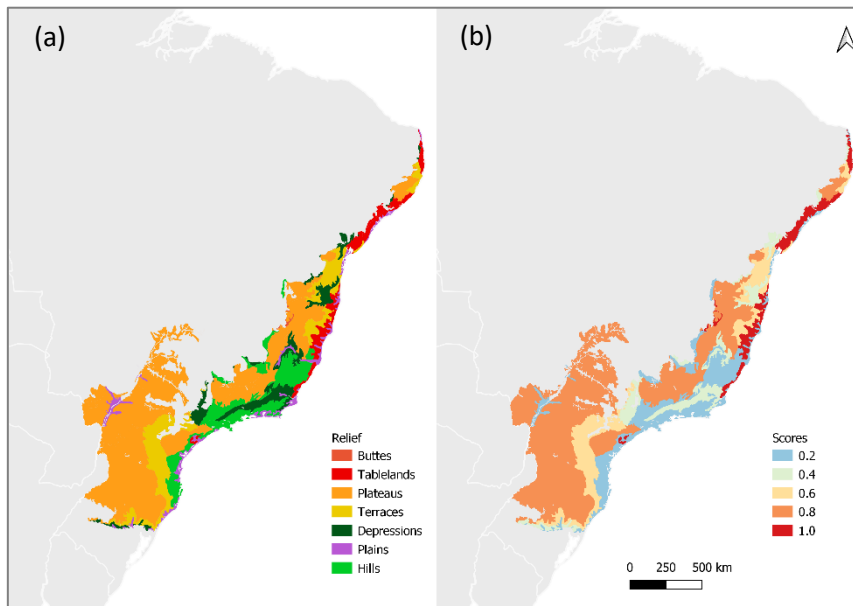 (a)
Relief
Buttes
Tablelands
Plateaus
Terraces
Depressions
Plains
Hills
(b)
Scores
0.2
0.4
0.6
0.8
1.0
0 250 500 km